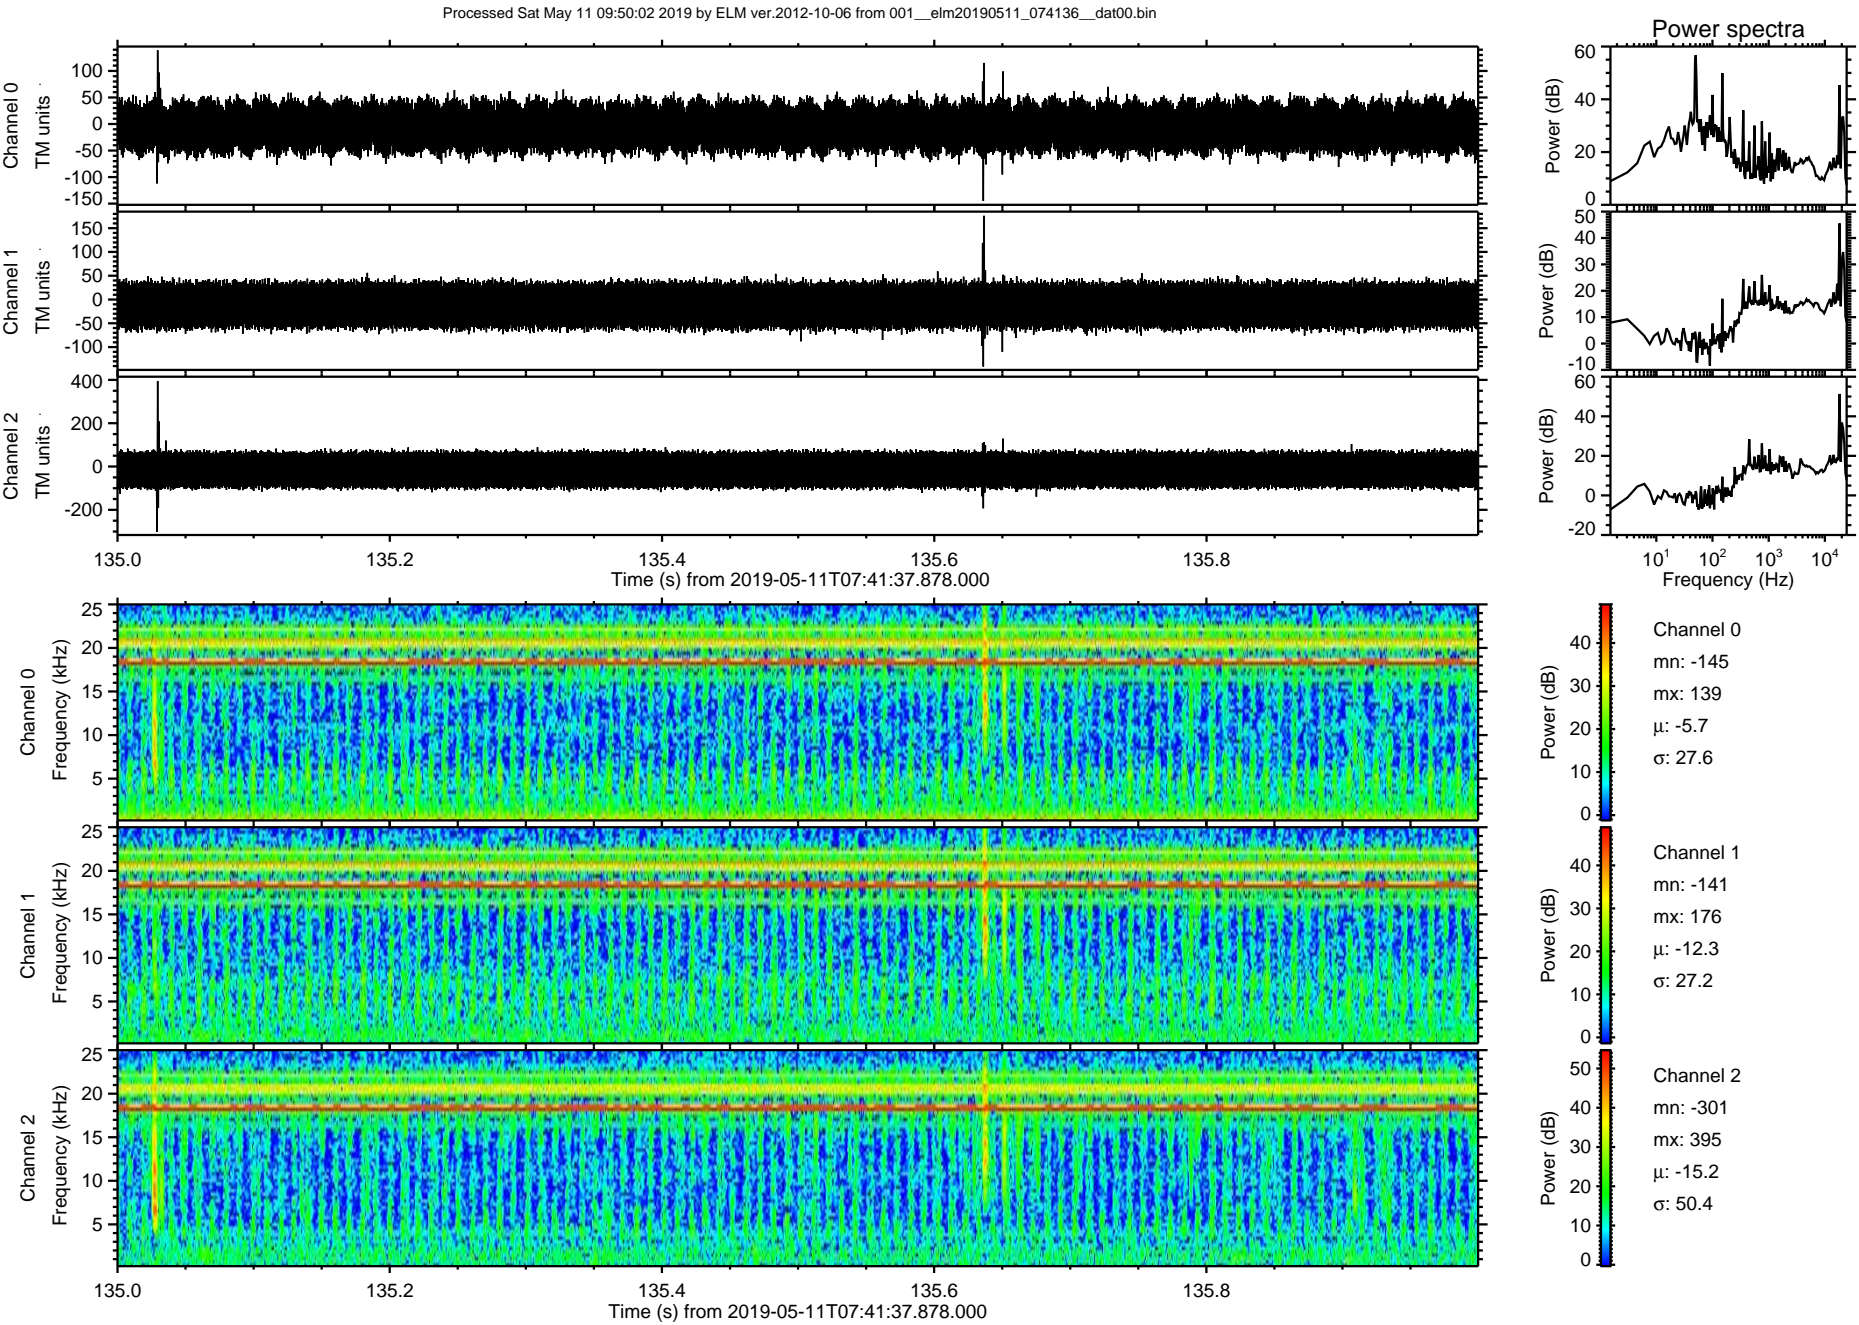 Processed Sat May 11 09:50:02 2019 by ELM ver.2012-10-06 from 001__elm20190511_074136__dat00.bin
Power spectra
Channel 0
TM units
100
50
0
-50
-100
-150
Power (dB)
60
40
20
0
Channel 1
TM units
150
100
50
0
-50
-100
Power (dB)
50
40
30
20
10
0
-10
Channel 2
TM units
400
200
0
-200
Power (dB)
60
40
20
0
-20
135.0 135.2 135.4 135.6 135.8
Time (s) from 2019-05-11T07:41:37.878.000
10¹ 10² 10³ 10⁴
Frequency (Hz)
Channel 0
Frequency (kHz)
25
20
15
10
5
Power (dB)
40
30
20
10
0
Channel 0
mn: -145
mx: 139
μ: -5.7
σ: 27.6
Channel 1
Frequency (kHz)
25
20
15
10
5
Power (dB)
40
30
20
10
0
Channel 1
mn: -141
mx: 176
μ: -12.3
σ: 27.2
Channel 2
Frequency (kHz)
25
20
15
10
5
Power (dB)
50
40
30
20
10
0
Channel 2
mn: -301
mx: 395
μ: -15.2
σ: 50.4
135.0 135.2 135.4 135.6 135.8
Time (s) from 2019-05-11T07:41:37.878.000